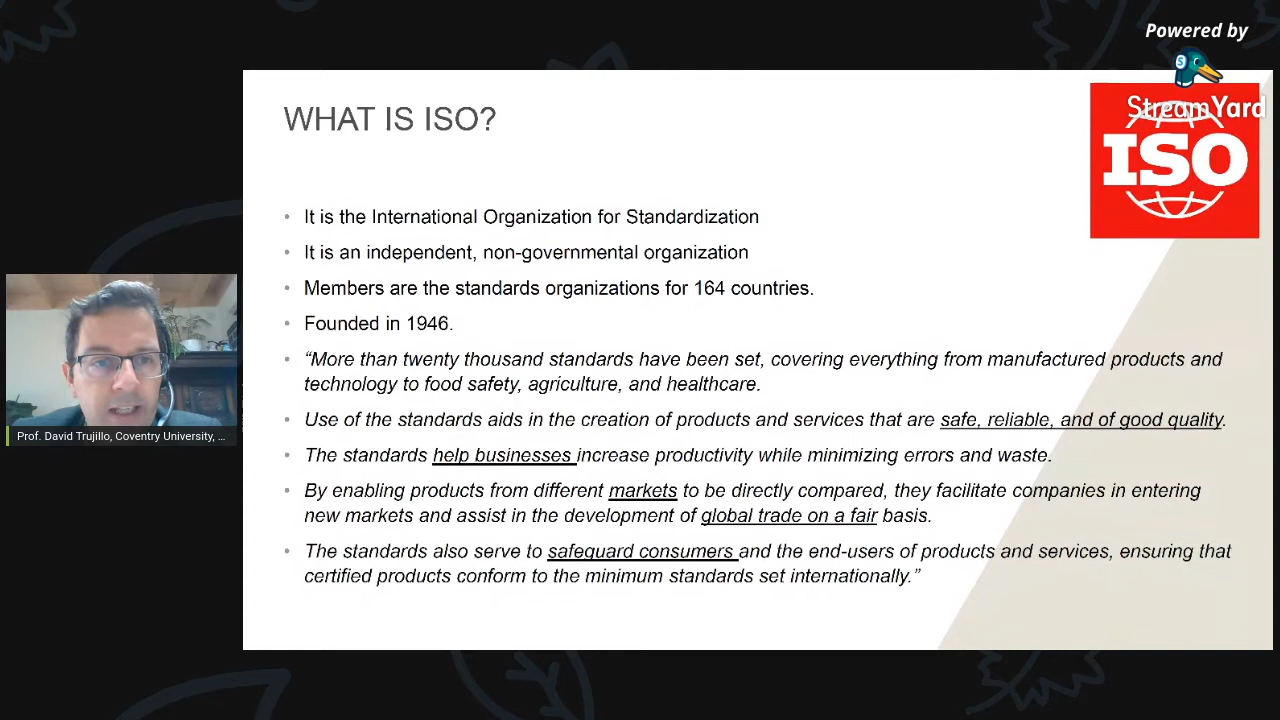 Powered by
StreamYard
WHAT IS ISO?
ISO
• It is the International Organization for Standardization
• It is an independent, non-governmental organization
• Members are the standards organizations for 164 countries.
• Founded in 1946.
• “More than twenty thousand standards have been set, covering everything from manufactured products and
technology to food safety, agriculture, and healthcare.
• Use of the standards aids in the creation of products and services that are safe, reliable, and of good quality.
• The standards help businesses increase productivity while minimizing errors and waste.
• By enabling products from different markets to be directly compared, they facilitate companies in entering
new markets and assist in the development of global trade on a fair basis.
• The standards also serve to safeguard consumers and the end-users of products and services, ensuring that
certified products conform to the minimum standards set internationally.”
Prof. David Trujillo, Coventry University, ...